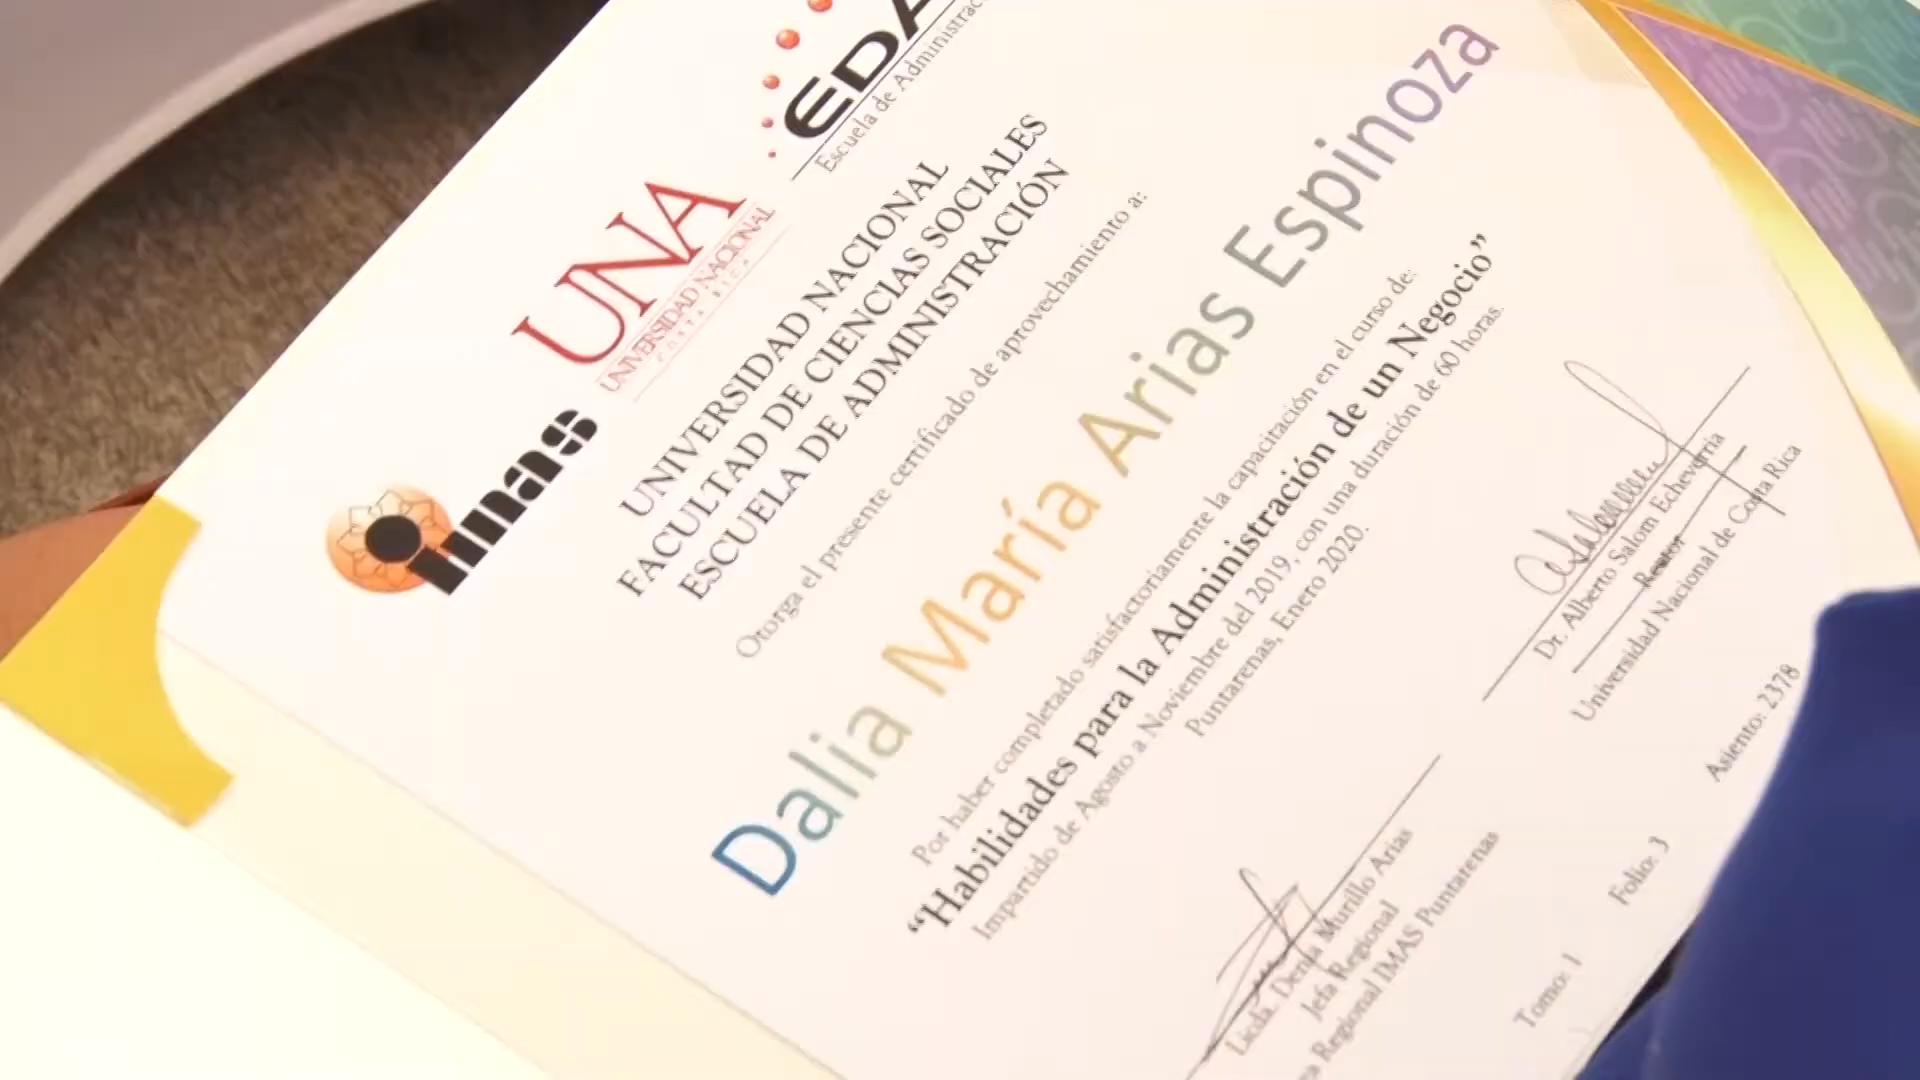 imas
UNA
UNIVERSIDAD NACIONAL
COSTA RICA
EDA
Escuela de
UNIVERSIDAD NACIONAL
FACULTAD DE CIENCIAS SOCIALES
ESCUELA DE ADMINISTRACIÓN
Otorga el presente certificado de aprovechamiento a:
Dalia María Arias Espinoza
Por haber completado satisfactoriamente la capacitación en el curso de:
“Habilidades para la Administración de un Negocio”
Impartido de Agosto a Noviembre del 2019, con una duración de 60 horas.
Puntarenas, Enero 2020.
Licda. Denia Murillo Arias
Jefa Regional
Regional IMAS Puntarenas
Dr. Alberto Salom Echeverría
Rector
Universidad Nacional de Costa Rica
Tomo: 1
Folio: 3
Asiento: 2378